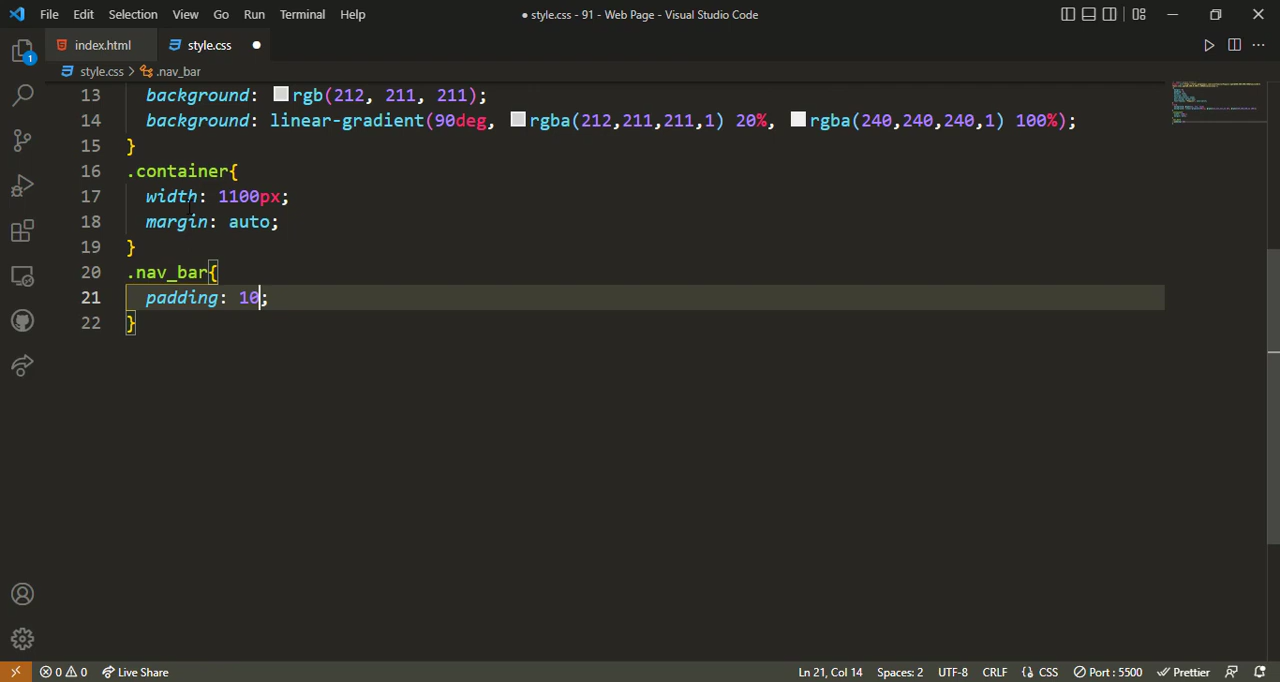 File Edit Selection View Go Run Terminal Help ● style.css - 91 - Web Page - Visual Studio Code
index.html style.css ●
style.css > .nav_bar
13 background: rgb(212, 211, 211);
14 background: linear-gradient(90deg, rgba(212,211,211,1) 20%, rgba(240,240,240,1) 100%);
15 }
16 .container{
17 width: 1100px;
18 margin: auto;
19 }
20 .nav_bar{
21 padding: 10;
22 }
1
0 0 Live Share Ln 21, Col 14 Spaces: 2 UTF-8 CRLF {} CSS Port : 5500 Prettier